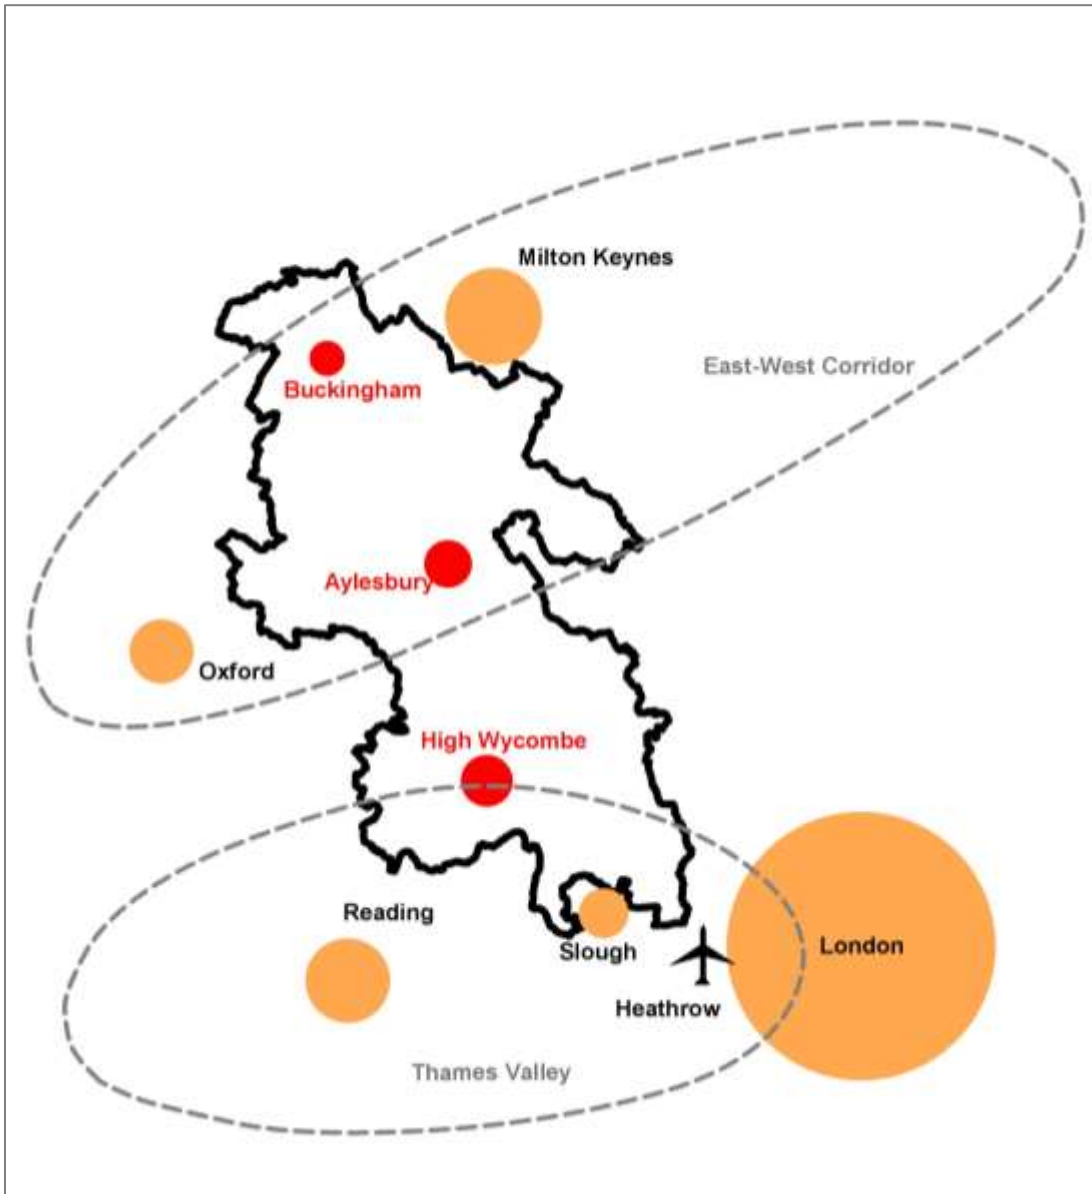 Milton Keynes
East-West Corridor
Buckingham
Aylesbury
Oxford
High Wycombe
Reading
London
Slough
Heathrow
Thames Valley